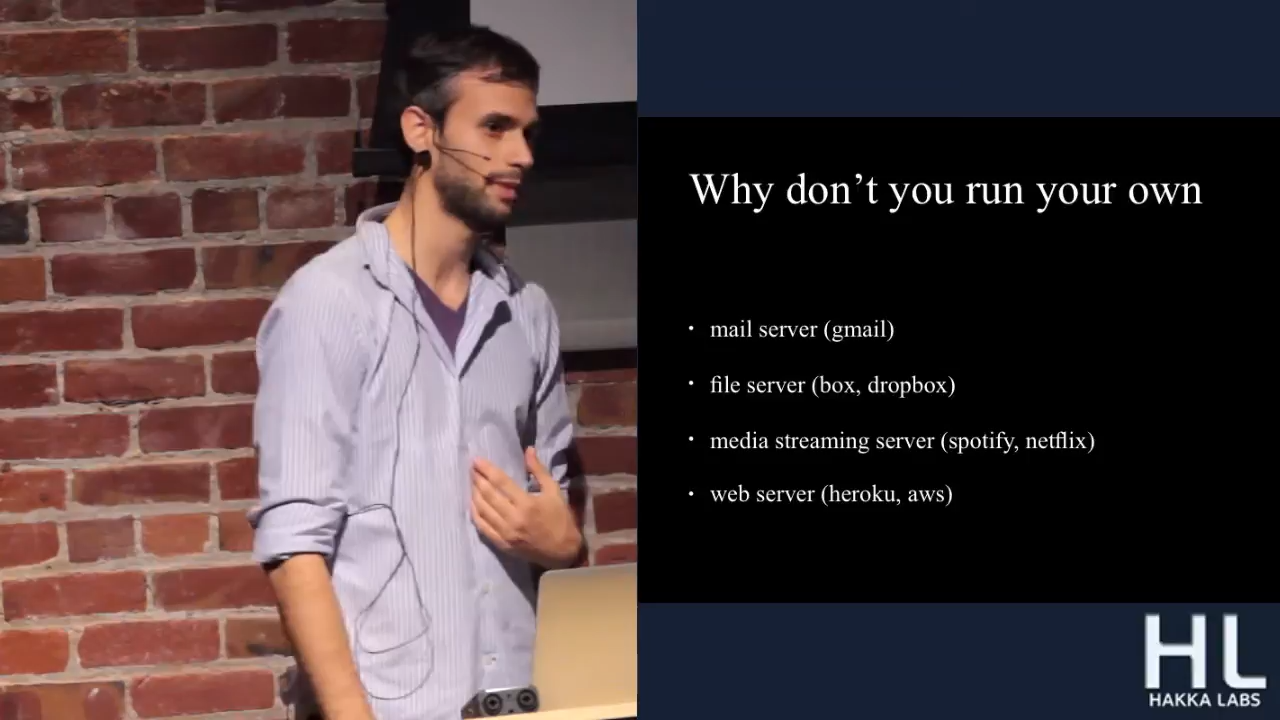 Why don’t you run your own
• mail server (gmail)
• file server (box, dropbox)
• media streaming server (spotify, netflix)
• web server (heroku, aws)
HL
HAKKA LABS